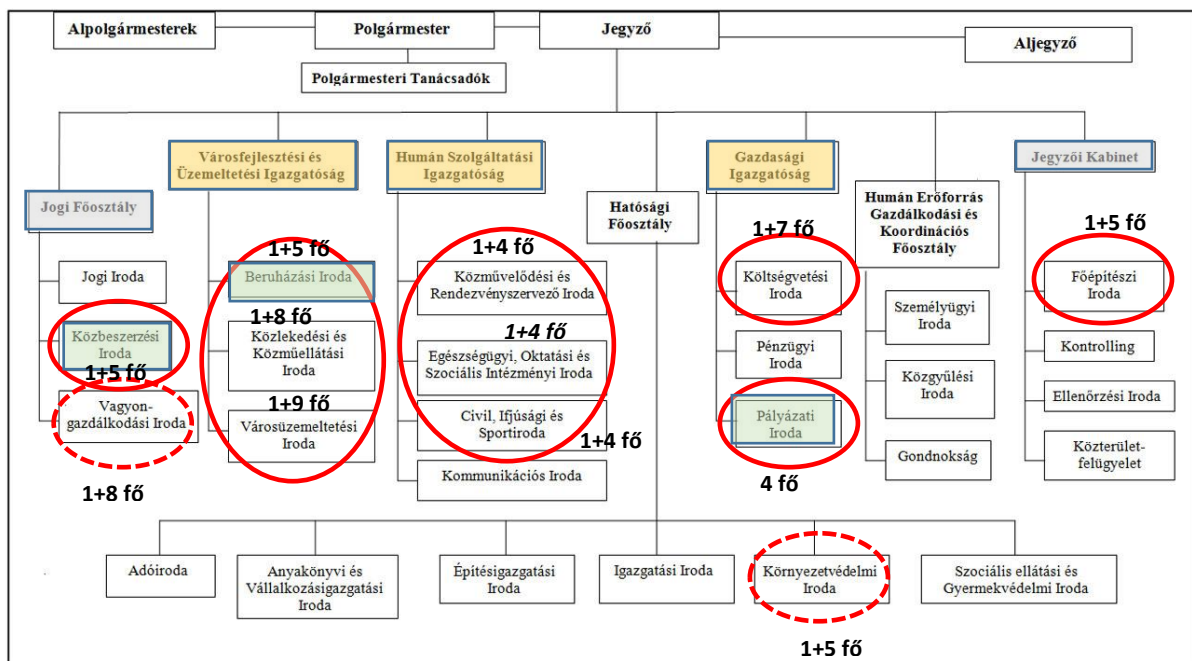 Alpolgármesterek
Polgármester
Jegyző
Aljegyző
Polgármesteri Tanácsadók
Jogi Főosztály
Városfejlesztési és
Üzemeltetési Igazgatóság
Humán Szolgáltatási
Igazgatóság
Hatósági
Főosztály
Gazdasági
Igazgatóság
Humán Erőforrás
Gazdálkodási és
Koordinációs
Főosztály
Jegyzői Kabinet
Jogi Iroda
Közbeszerzési
Iroda
1+5 fő
Vagyon-
gazdálkodási Iroda
1+8 fő
1+5 fő
Beruházási Iroda
1+8 fő
Közlekedési és
Közműellátási
Iroda
1+9 fő
Városüzemeltetési
Iroda
1+4 fő
Közművelődési és
Rendezvényszervező Iroda
1+4 fő
Egészségügyi, Oktatási és
Szociális Intézményi Iroda
Civil, Ifjúsági és
Sportiroda
1+4 fő
Kommunikációs Iroda
1+7 fő
Költségvetési
Iroda
Pénzügyi
Iroda
Pályázati
Iroda
4 fő
Személyügyi
Iroda
Közgyűlési
Iroda
Gondnokság
1+5 fő
Főépítészi
Iroda
Kontrolling
Ellenőrzési Iroda
Közterület-
felügyelet
Adóiroda
Anyakönyvi és
Vállalkozásigazgatási
Iroda
Építésigazgatási
Iroda
Igazgatási Iroda
Környezetvédelmi
Iroda
1+5 fő
Szociális ellátási és
Gyermekvédelmi Iroda